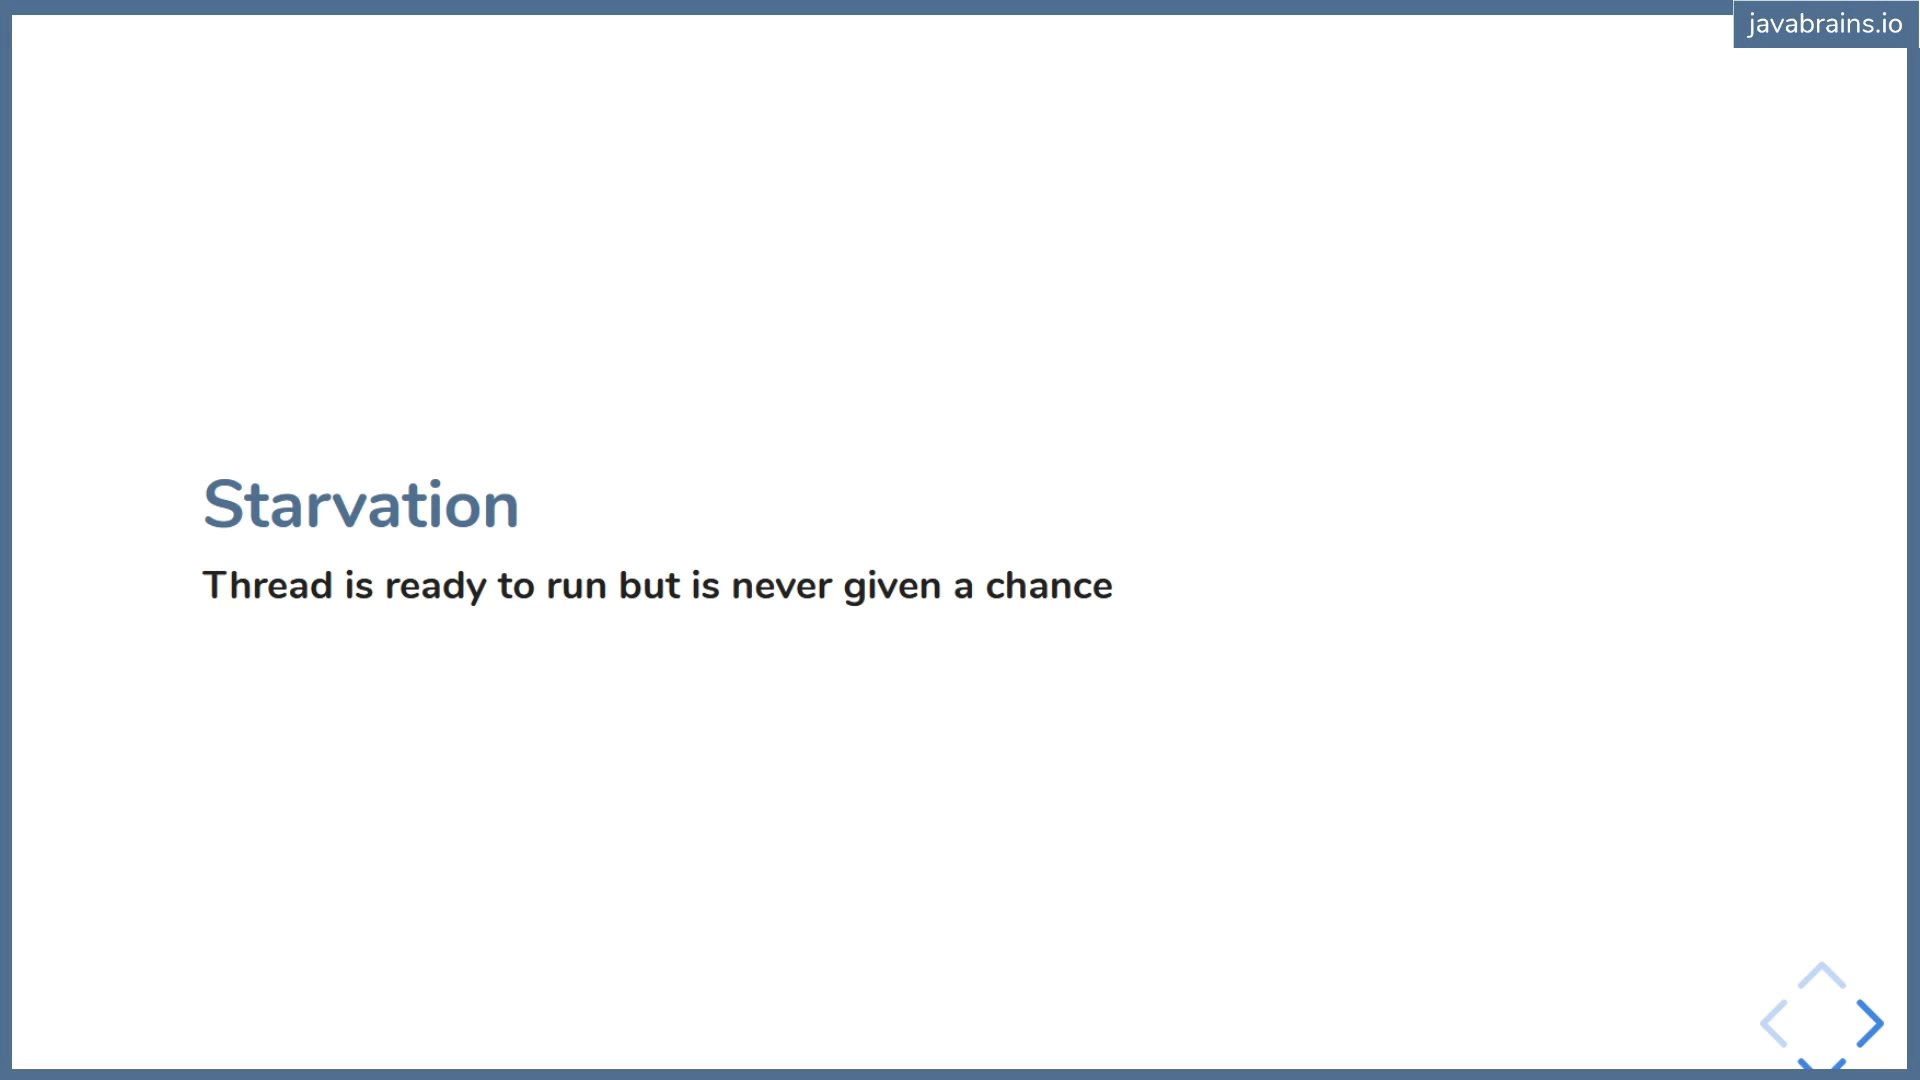 javabrains.io
Starvation
Thread is ready to run but is never given a chance